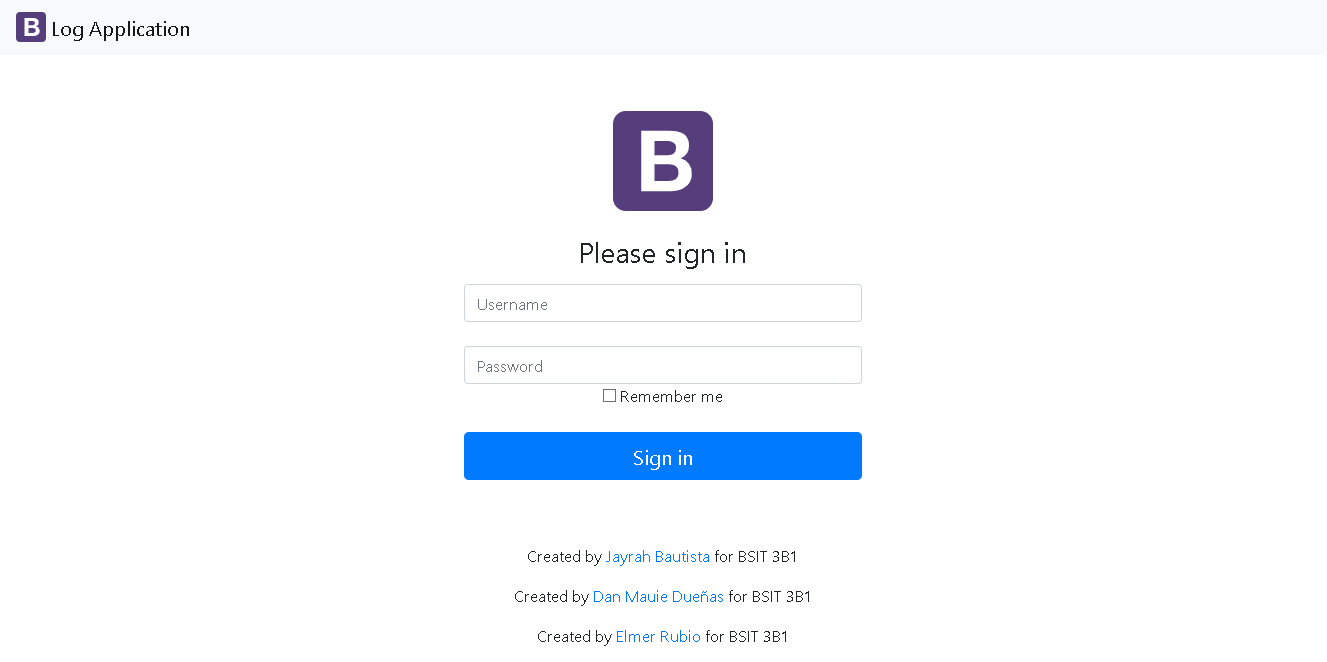 B Log Application
B
Please sign in
Username
Password
Remember me
Sign in
Created by Jayrah Bautista for BSIT 3B1
Created by Dan Mauie Dueñas for BSIT 3B1
Created by Elmer Rubio for BSIT 3B1